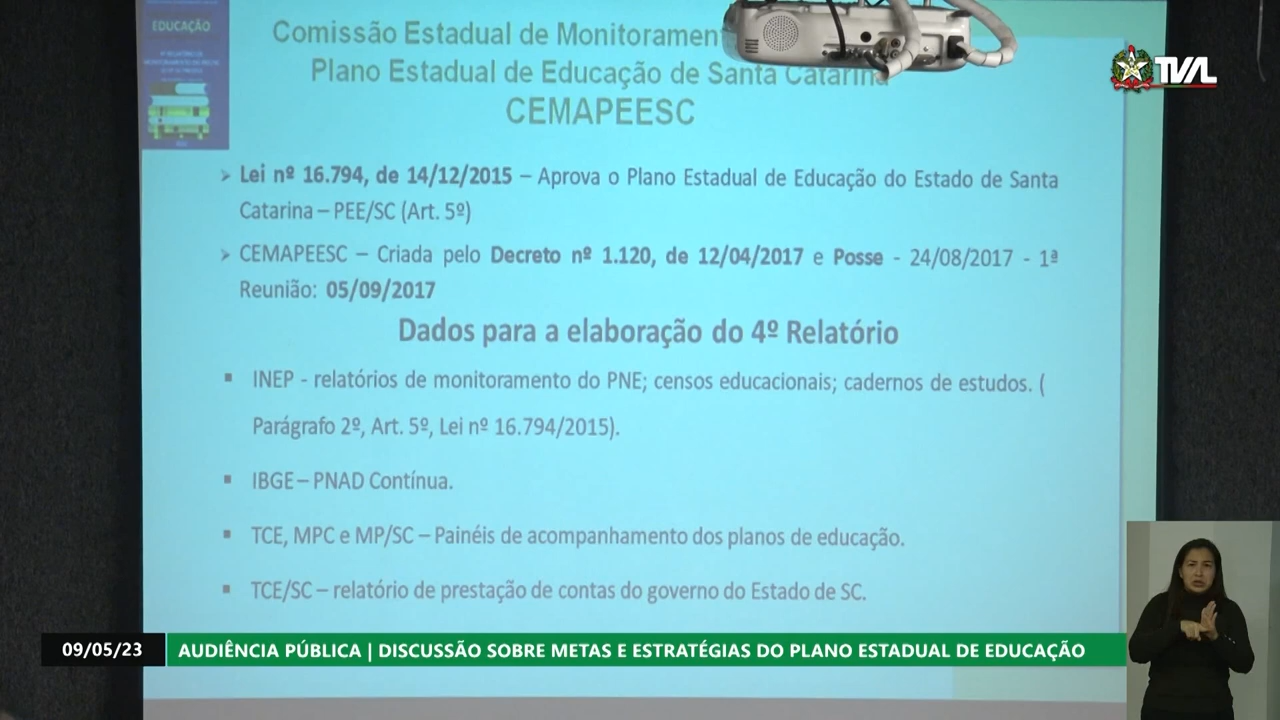 EDUCAÇÃO
Comissão Estadual de
Plano Estadual de Educação de Santa Catarina
CEMAPEESC
TVAL
➢ Lei nº 16.794, de 14/12/2015 – Aprova o Plano Estadual de Educação do Estado de Santa
Catarina – PEE/SC (Art. 5º)
➢ CEMAPEESC – Criada pelo Decreto nº 1.120, de 12/04/2017 e Posse - 24/08/2017 - 1ª
Reunião: 05/09/2017
Dados para a elaboração do 4º Relatório
▪ INEP - relatórios de monitoramento do PNE; censos educacionais; cadernos de estudos. (
Parágrafo 2º, Art. 5º, Lei nº 16.794/2015).
▪ IBGE – PNAD Contínua.
▪ TCE, MPC e MP/SC – Painéis de acompanhamento dos planos de educação.
▪ TCE/SC – relatório de prestação de contas do governo do Estado de SC.
09/05/23 AUDIÊNCIA PÚBLICA | DISCUSSÃO SOBRE METAS E ESTRATÉGIAS DO PLANO ESTADUAL DE EDUCAÇÃO